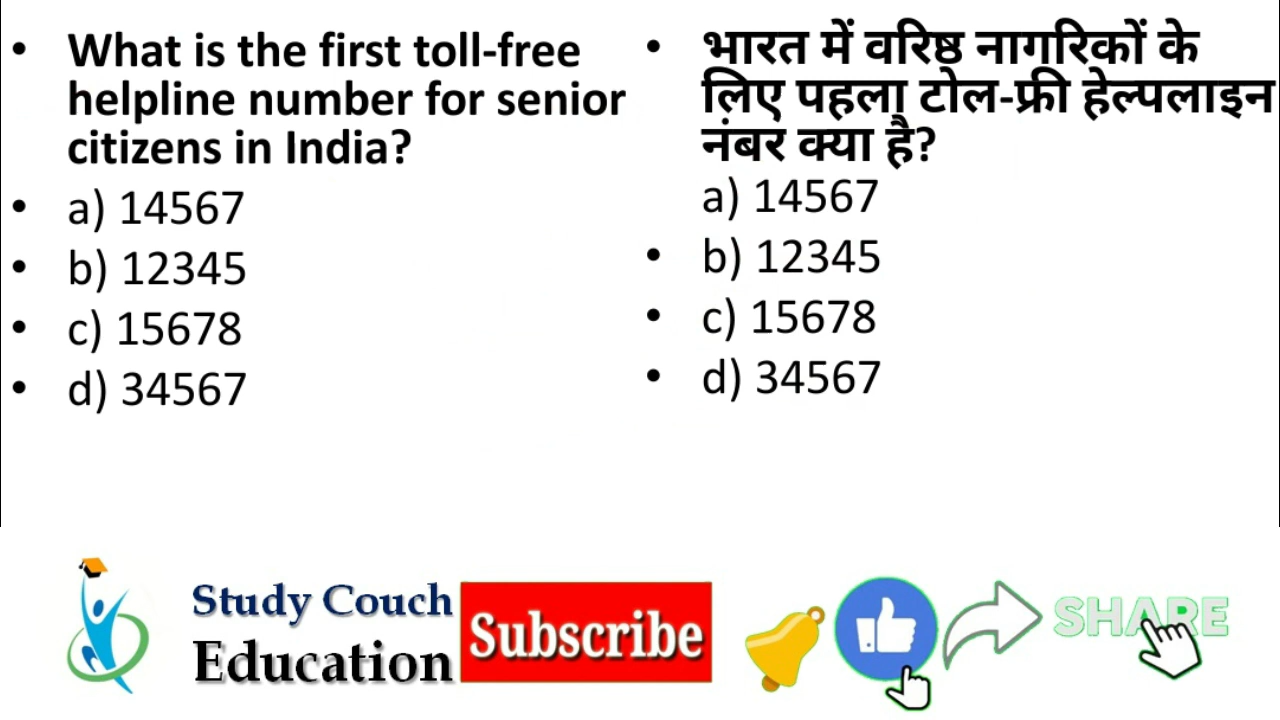 • What is the first toll-free
helpline number for senior
citizens in India?
• a) 14567
• b) 12345
• c) 15678
• d) 34567
• भारत में वरिष्ठ नागरिकों के
लिए पहला टोल-फ्री हेल्पलाइन
नंबर क्या है?
a) 14567
• b) 12345
• c) 15678
• d) 34567
Study Couch
Education
Subscribe
SHARE